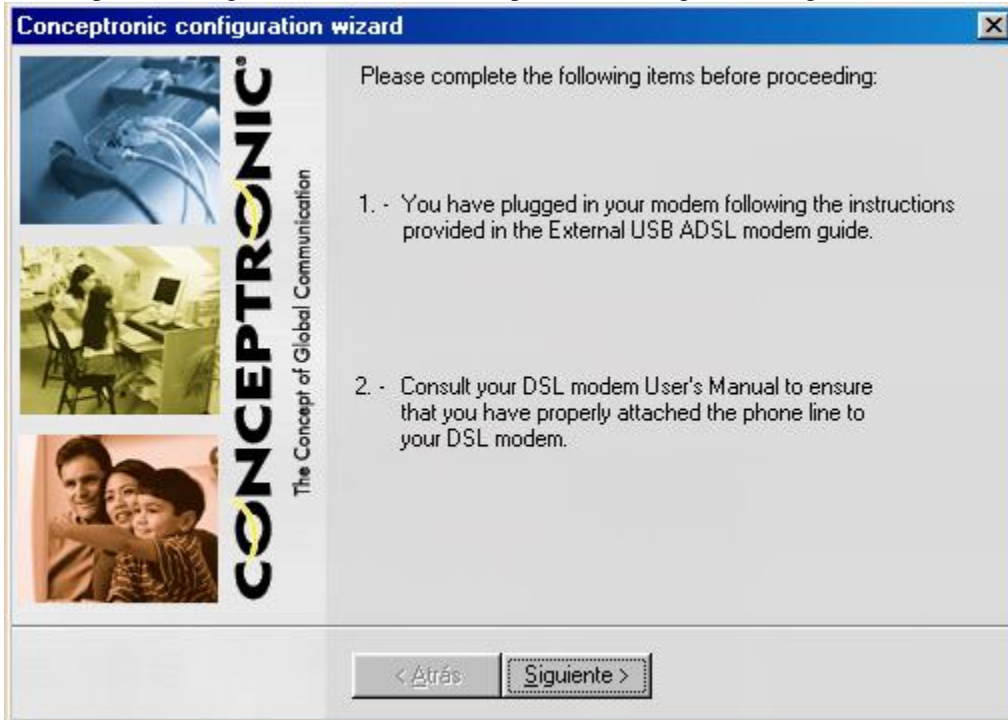 Conceptronic configuration wizard
CONCEPTRONIC®
The Concept of Global Communication
Please complete the following items before proceeding:
1. - You have plugged in your modem following the instructions
provided in the External USB ADSL modem guide.
2. - Consult your DSL modem User's Manual to ensure
that you have properly attached the phone line to
your DSL modem.
< Atrás
Siguiente >